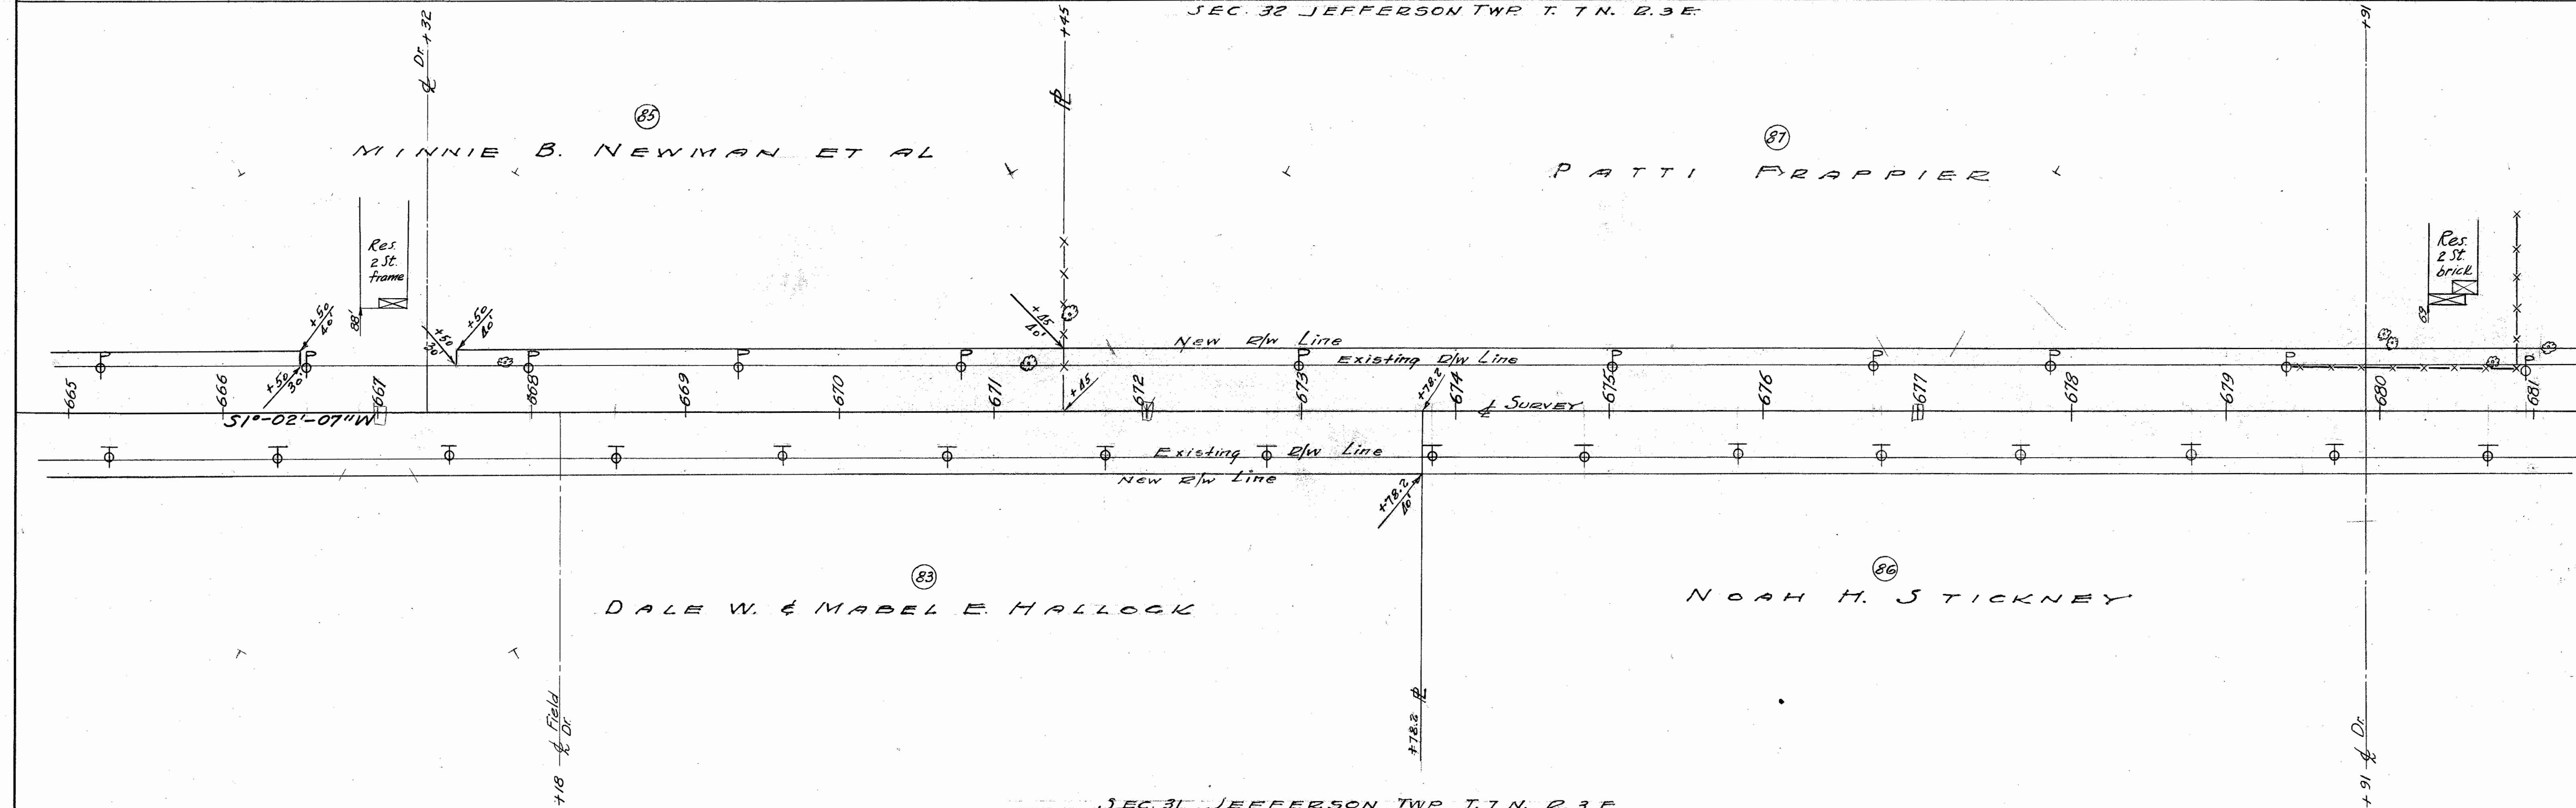 SEC. 32 JEFFERSON TWP. T. 7 N. R. 3 E.
℄ Dr. +32
+45
+91
℄ Dr.
P̶L
85
MINNIE B. NEWMAN ET AL
87
PATTI FRAPPIER
Res.
2 St.
frame
88'
Res.
2 St.
brick
69
+50
40'
+50
30'
+50
30'
+50
40'
+45
40'
+45
New R/W Line
Existing R/W Line
+78.2
665
666
667
668
669
670
671
672
673
674
675
676
677
678
679
680
681
S1°-02'-07"W
℄ SURVEY
Existing R/W Line
New R/W Line
+78.2
40'
83
DALE W. & MABEL E. HALLOCK
86
NOAH H. STICKNEY
+18 ℄ Field Dr.
+78.2 PL
+91 ℄ Dr.
SEC. 31 JEFFERSON TWP. T. 7 N. R. 3 E.